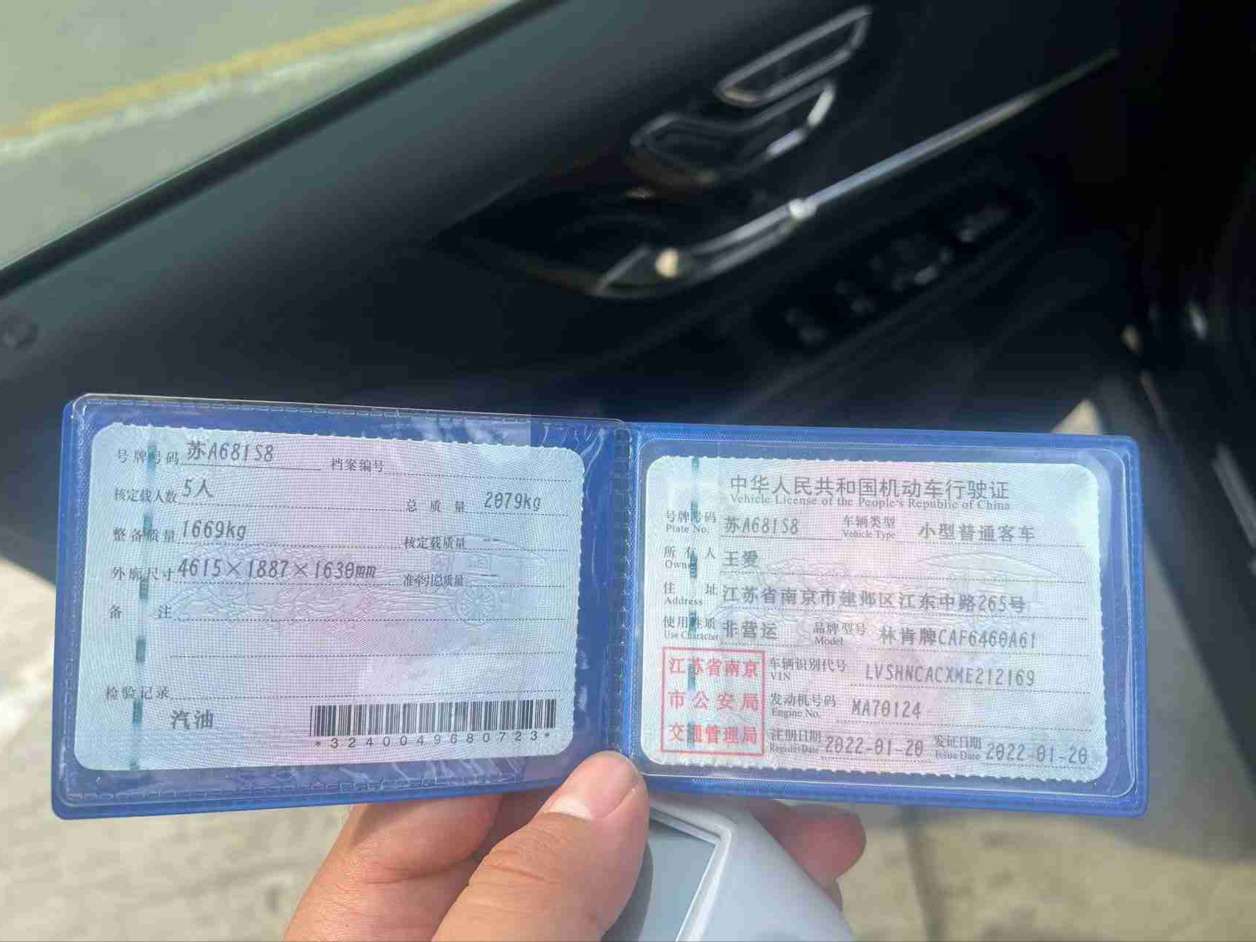 号牌号码 苏A681S8 档案编号
核定载人数 5人 总质量 2079kg
整备质量 1669kg 核定载质量 --
外廓尺寸 4615×1887×1630mm 准牵引总质量 --
备注
检验记录
汽油
*3240049680723*
中华人民共和国机动车行驶证
Vehicle License of the People's Republic of China
号牌号码 苏A681S8 车辆类型 小型普通客车
Plate No. Vehicle Type
所有人 王爱
Owner
住址 江苏省南京市建邺区江东中路265号
Address
使用性质 非营运 品牌型号 林肯牌CAF6460A61
Use Character Model
江苏省南京
市公安局
交通管理局
车辆识别代号 LVSHNCACXME212169
VIN
发动机号码 MA70124
Engine No.
注册日期 2022-01-20 发证日期 2022-01-20
Register Date Issue Date